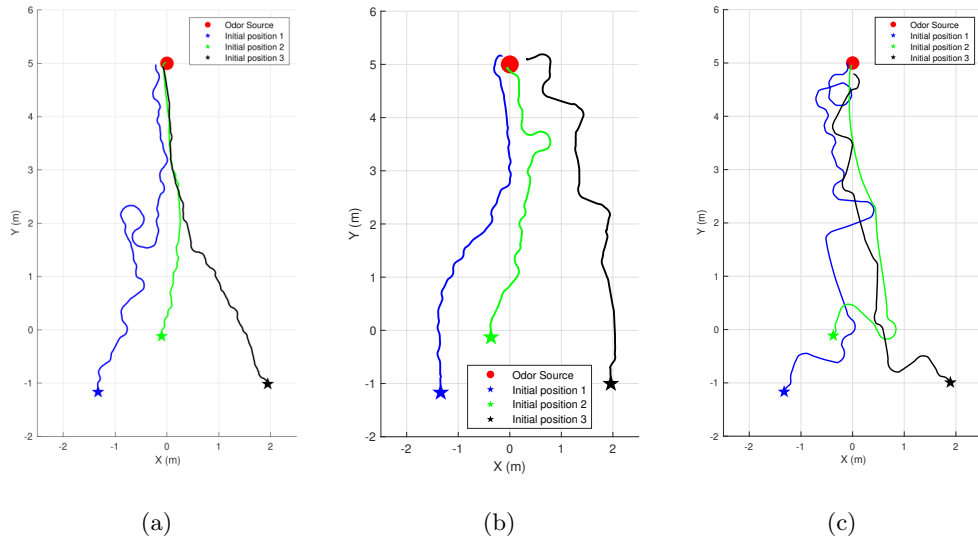 6
5
4
3
2
1
0
-1
-2
-2
-1
0
1
2
X (m)
Y (m)
Odor Source
Initial position 1
Initial position 2
Initial position 3
(a)
6
5
4
3
2
1
0
-1
-2
-2
-1
0
1
2
X (m)
Y (m)
Odor Source
Initial position 1
Initial position 2
Initial position 3
(b)
6
5
4
3
2
1
0
-1
-2
-2
-1
0
1
2
X (m)
Y (m)
Odor Source
Initial position 1
Initial position 2
Initial position 3
(c)